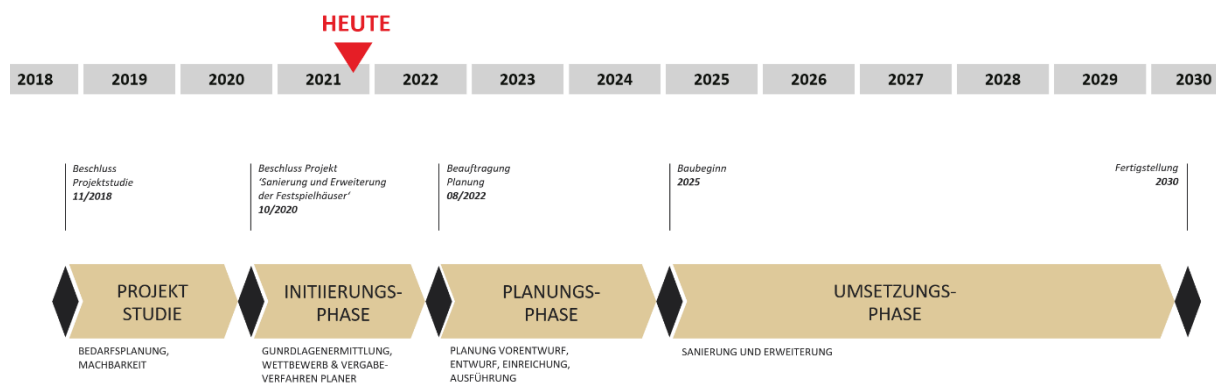 HEUTE
2018 2019 2020 2021 2022 2023 2024 2025 2026 2027 2028 2029 2030
Beschluss
Projektstudie
11/2018
Beschluss Projekt
‘Sanierung und Erweiterung
der Festspielhäuser‘
10/2020
Beauftragung
Planung
08/2022
Baubeginn
2025
Fertigstellung
2030
PROJEKT
STUDIE
INITIIERUNGS-
PHASE
PLANUNGS-
PHASE
UMSETZUNGS-
PHASE
BEDARFSPLANUNG,
MACHBARKEIT
GUNRDLAGENERMITTLUNG,
WETTBEWERB & VERGABE-
VERFAHREN PLANER
PLANUNG VORENTWURF,
ENTWURF, EINREICHUNG,
AUSFÜHRUNG
SANIERUNG UND ERWEITERUNG